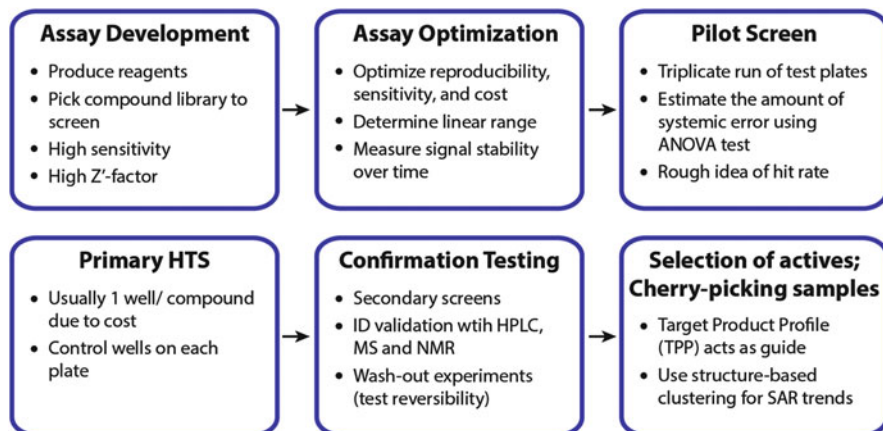 Assay Development
• Produce reagents
• Pick compound library to
screen
• High sensitivity
• High Z'-factor
Assay Optimization
• Optimize reproducibility,
sensitivity, and cost
• Determine linear range
• Measure signal stability
over time
Pilot Screen
• Triplicate run of test plates
• Estimate the amount of
systemic error using
ANOVA test
• Rough idea of hit rate
Primary HTS
• Usually 1 well/ compound
due to cost
• Control wells on each
plate
Confirmation Testing
• Secondary screens
• ID validation wtih HPLC,
MS and NMR
• Wash-out experiments
(test reversibility)
Selection of actives;
Cherry-picking samples
• Target Product Profile
(TPP) acts as guide
• Use structure-based
clustering for SAR trends